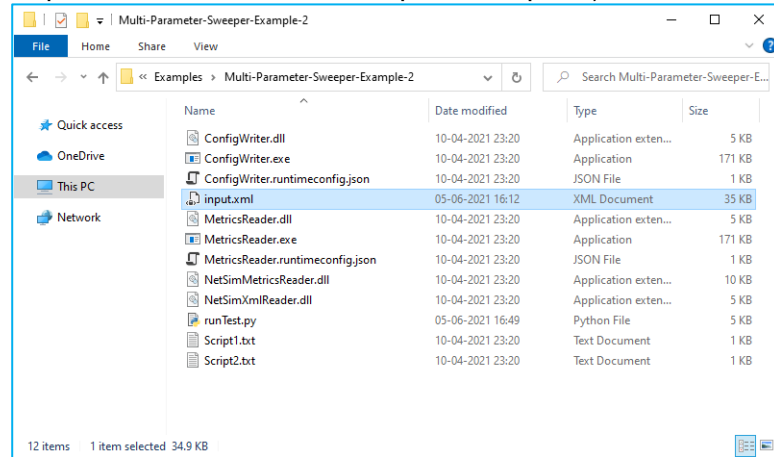 Multi-Parameter-Sweeper-Example-2
File Home Share View
« Examples > Multi-Parameter-Sweeper-Example-2
Search Multi-Parameter-Sweeper-E...
Quick access
OneDrive
This PC
Network
Name Date modified Type Size
ConfigWriter.dll 10-04-2021 23:20 Application exten... 5 KB
ConfigWriter.exe 10-04-2021 23:20 Application 171 KB
ConfigWriter.runtimeconfig.json 10-04-2021 23:20 JSON File 1 KB
input.xml 05-06-2021 16:12 XML Document 35 KB
MetricsReader.dll 10-04-2021 23:20 Application exten... 5 KB
MetricsReader.exe 10-04-2021 23:20 Application 171 KB
MetricsReader.runtimeconfig.json 10-04-2021 23:20 JSON File 1 KB
NetSimMetricsReader.dll 10-04-2021 23:20 Application exten... 10 KB
NetSimXmlReader.dll 10-04-2021 23:20 Application exten... 5 KB
runTest.py 05-06-2021 16:49 Python File 5 KB
Script1.txt 10-04-2021 23:20 Text Document 1 KB
Script2.txt 10-04-2021 23:20 Text Document 1 KB
12 items 1 item selected 34.9 KB